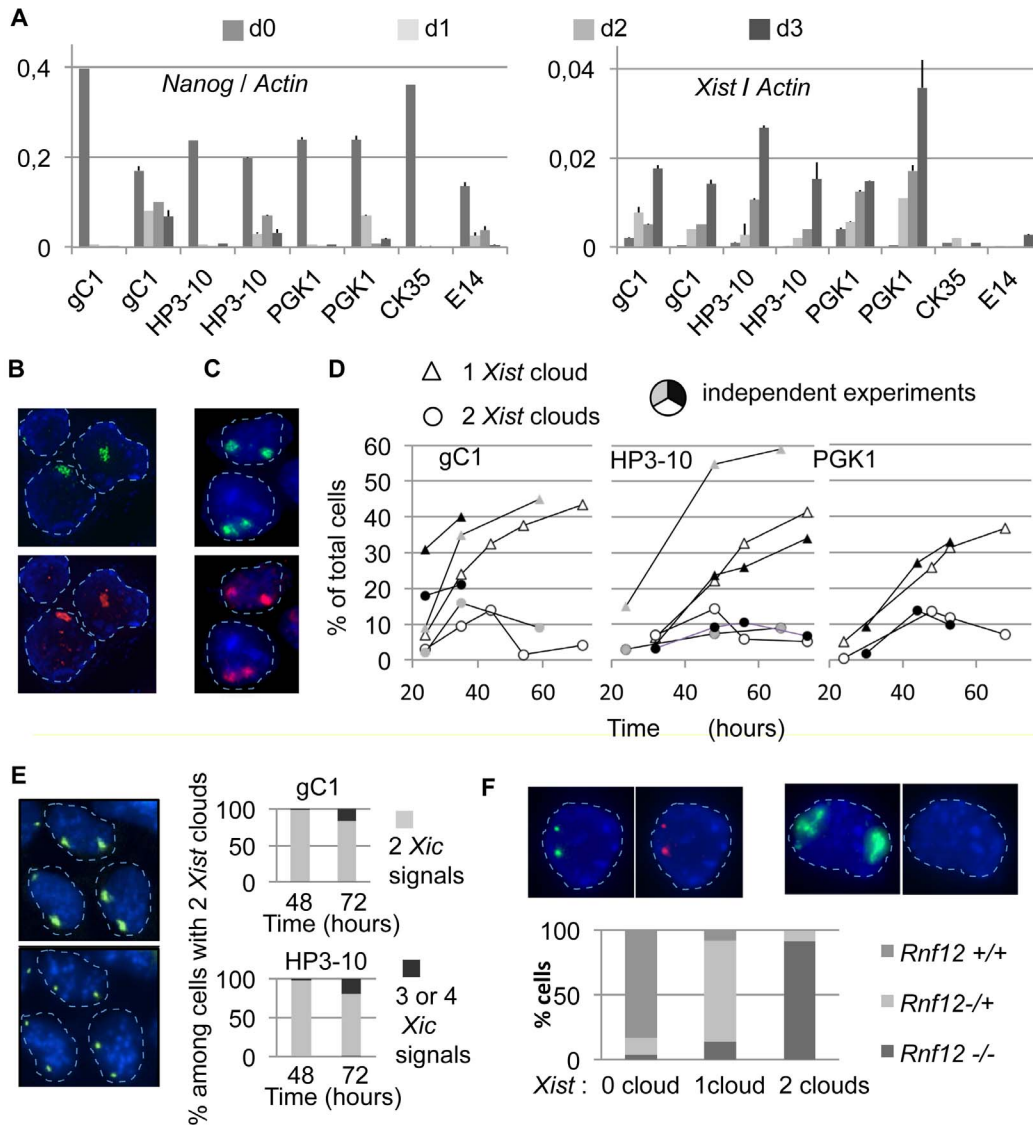 A
d0 d1 d2 d3
0,4
0,2
0
Nanog / Actin
gC1 gC1 HP3-10 HP3-10 PGK1 PGK1 CK35 E14
0,04
0,02
0
Xist / Actin
gC1 gC1 HP3-10 HP3-10 PGK1 PGK1 CK35 E14
B
C
D
1 Xist cloud
2 Xist clouds
independent experiments
% of total cells
60
50
40
30
20
10
0
gC1
HP3-10
PGK1
20 40 60
20 40 60
20 40 60
Time (hours)
E
% among cells with 2 Xist clouds
gC1
100
50
0
48 72
Time (hours)
2 Xic
signals
HP3-10
100
50
0
48 72
Time (hours)
3 or 4
Xic
signals
F
% cells
100
50
0
Xist : 0 cloud 1cloud 2 clouds
Rnf12 +/+
Rnf12-/+
Rnf12 -/-